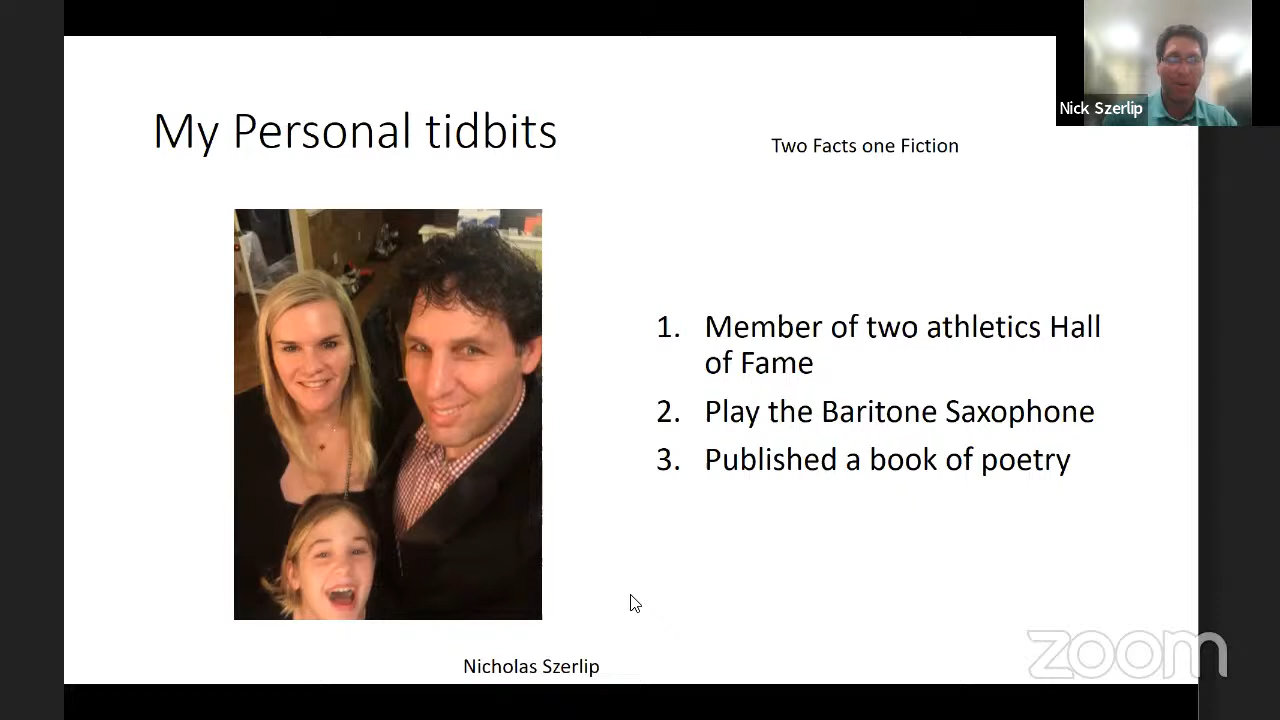 Nick Szerlip
My Personal tidbits
Two Facts one Fiction
1. Member of two athletics Hall
of Fame
2. Play the Baritone Saxophone
3. Published a book of poetry
Nicholas Szerlip
zoom